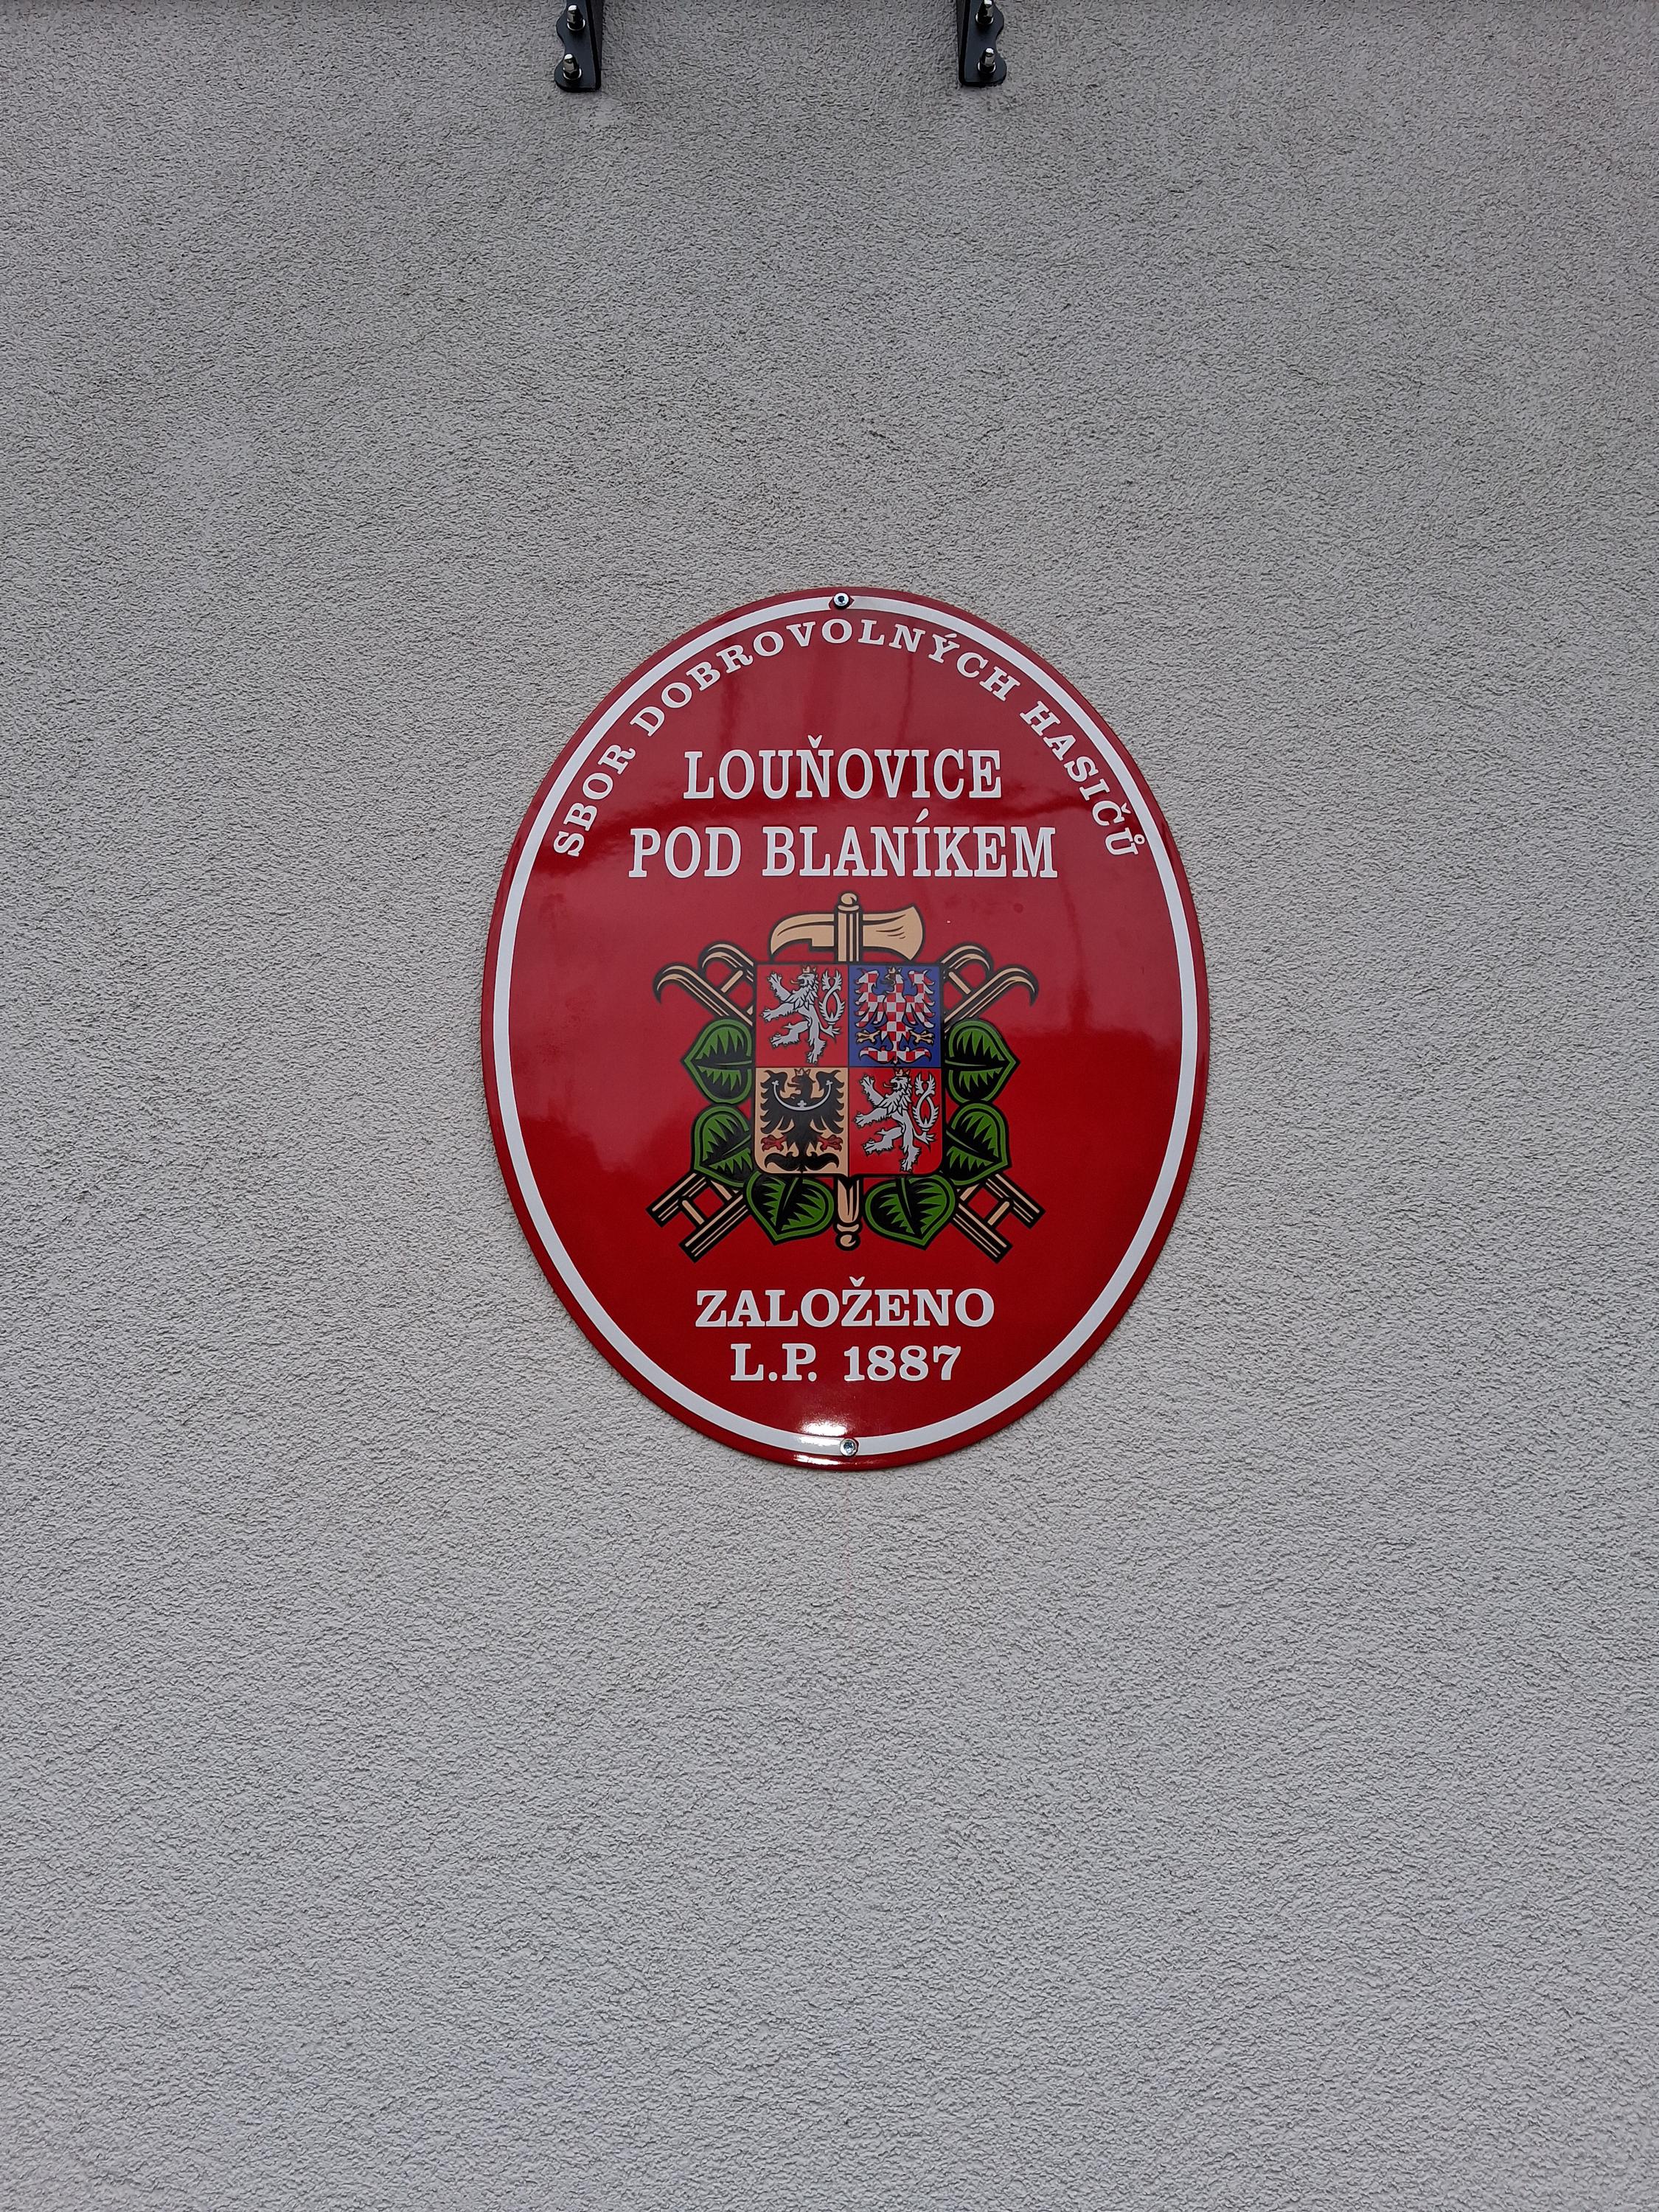 SBOR DOBROVOLNÝCH HASIČŮ
LOUŇOVICE
POD BLANÍKEM
ZALOŽENO
L.P. 1887